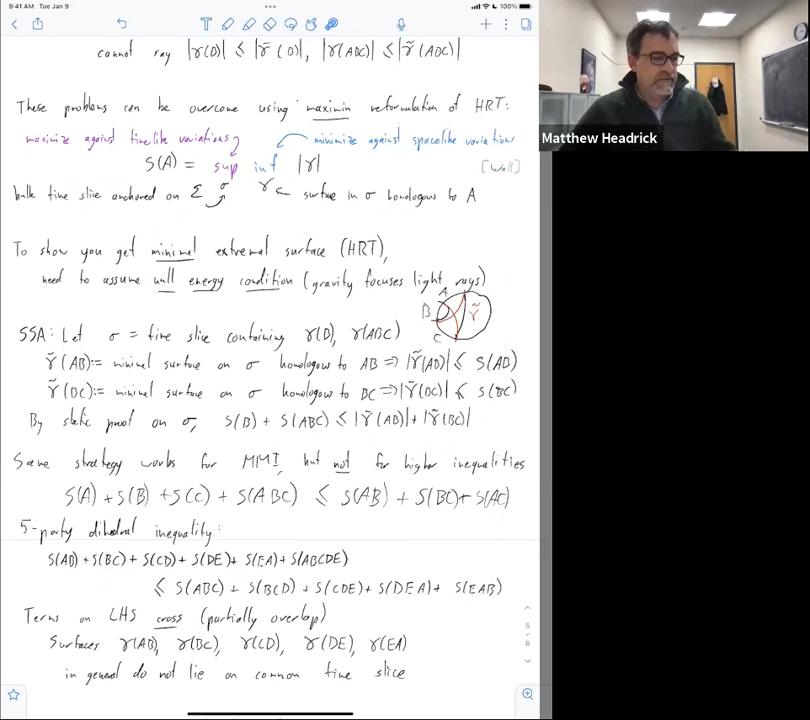 9:41 AM Tue Jan 9
100%
cannot say |γ(B)| ≤ |γ̃(B)|, |γ(ABC)| ≤ |γ̃(ABC)|
These problems can be overcome using maximin reformulation of HRT:
maximize against timelike variations
minimize against spacelike variations
S(A) = sup inf |γ|
[Wall]
σ γ
bulk time slice anchored on Σ
surface in σ homologous to A
To show you get minimal extremal surface (HRT),
need to assume null energy condition (gravity focuses light rays)
A
B
C
γ̃
SSA: Let σ = time slice containing γ(B), γ(ABC)
γ̃(AB) := minimal surface on σ homologous to AB ⇒ |γ̃(AB)| ≤ S(AB)
γ̃(BC) := minimal surface on σ homologous to BC ⇒ |γ̃(BC)| ≤ S(BC)
By static proof on σ, S(B) + S(ABC) ≤ |γ̃(AB)| + |γ̃(BC)|
Same strategy works for MMI, but not for higher inequalities
S(A) + S(B) + S(C) + S(ABC) ≤ S(AB) + S(BC) + S(AC)
5-party dihedral inequality:
S(AB) + S(BC) + S(CD) + S(DE) + S(EA) + S(ABCDE)
≤ S(ABC) + S(BCD) + S(CDE) + S(DEA) + S(EAB)
Terms on LHS cross (partially overlap)
Surfaces γ(AB), γ(BC), γ(CD), γ(DE), γ(EA)
in general do not lie on common time slice
Matthew Headrick